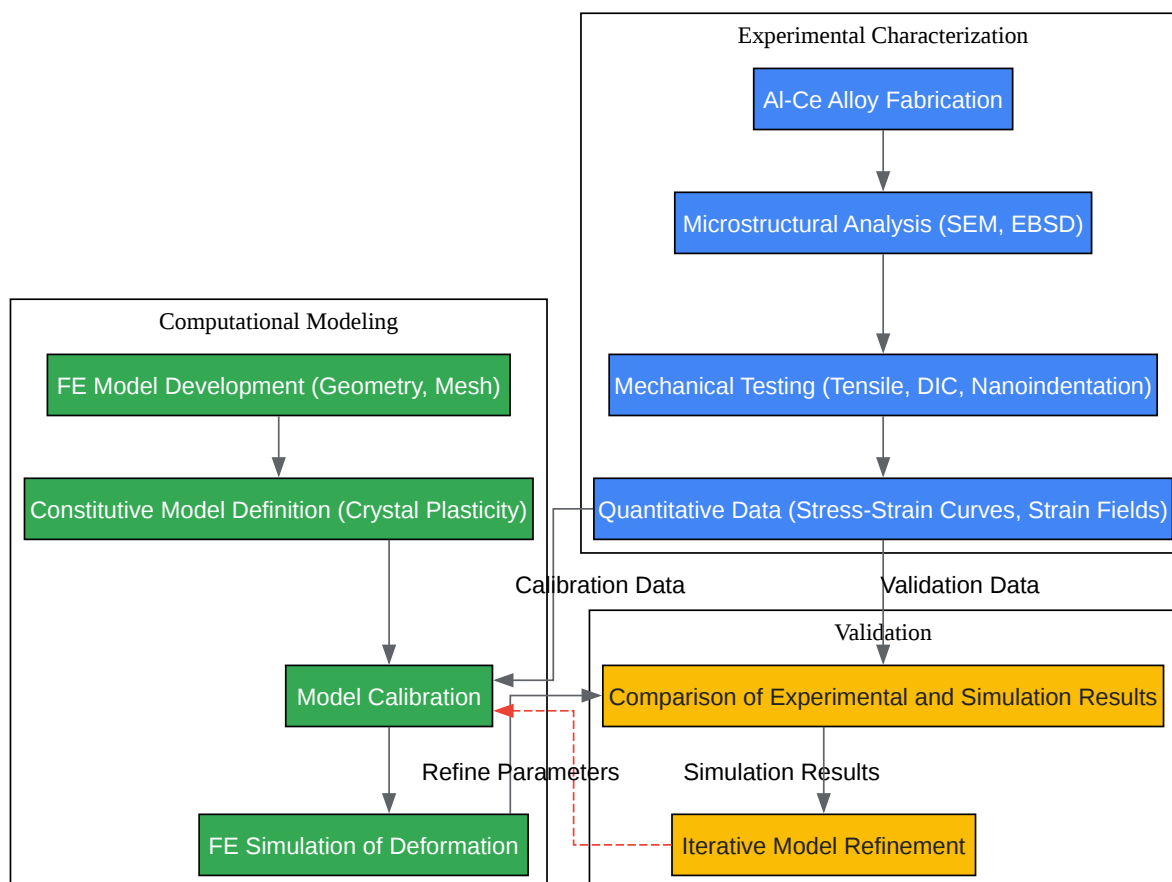 Experimental Characterization
Al-Ce Alloy Fabrication
Microstructural Analysis (SEM, EBSD)
Computational Modeling
FE Model Development (Geometry, Mesh)
Mechanical Testing (Tensile, DIC, Nanoindentation)
Constitutive Model Definition (Crystal Plasticity)
Quantitative Data (Stress-Strain Curves, Strain Fields)
Calibration Data
Validation Data
Validation
Model Calibration
Comparison of Experimental and Simulation Results
Refine Parameters
Simulation Results
FE Simulation of Deformation
Iterative Model Refinement